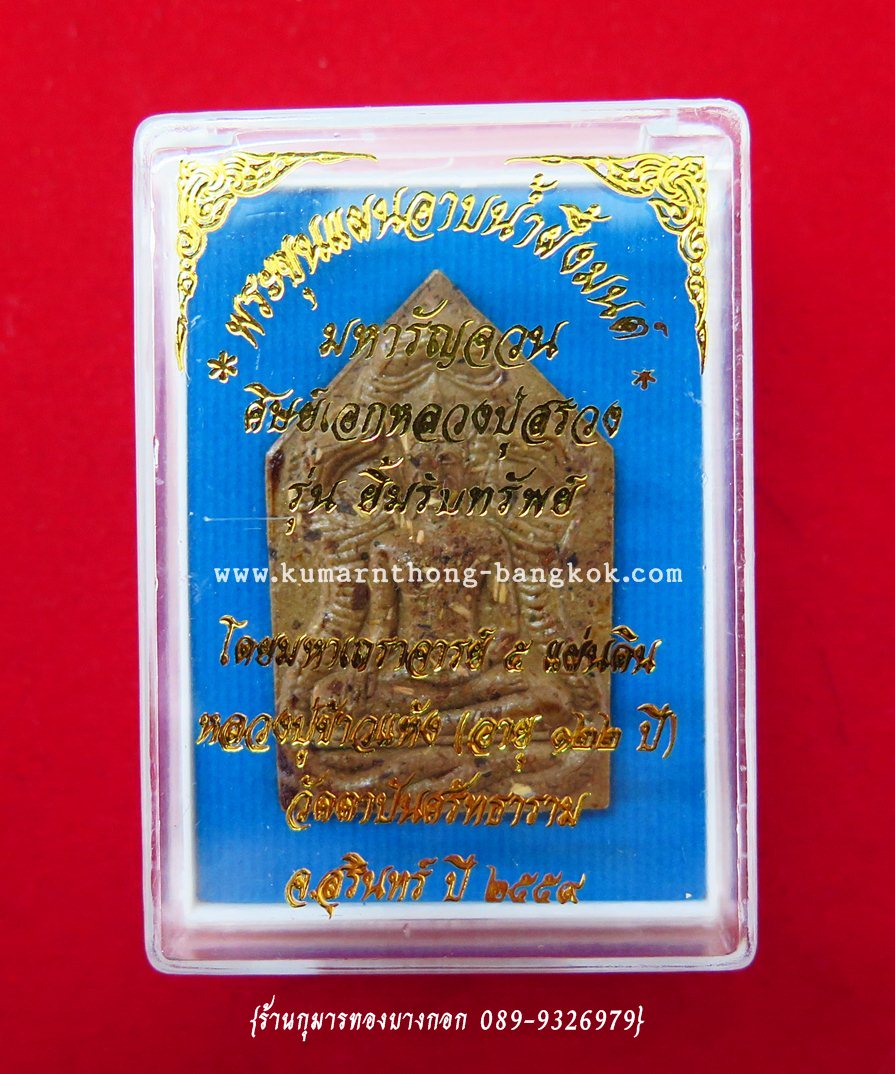 * พระขุนแผนอาบน้ำผึ้งมนต์ *
มหารัญจวน
ศิษย์เอกหลวงปู่สรวง
รุ่น ยิ้มรับทรัพย์
www.kumarnthong-bangkok.com
โดยมหาเถราจารย์ ๕ แผ่นดิน
หลวงปู่ข้าวแห้ง (อายุ ๑๒๒ ปี)
วัดตาปันศรัทธาราม
จ.สุรินทร์ ปี ๒๕๕๙
{ร้านกุมารทองบางกอก 089-9326979}